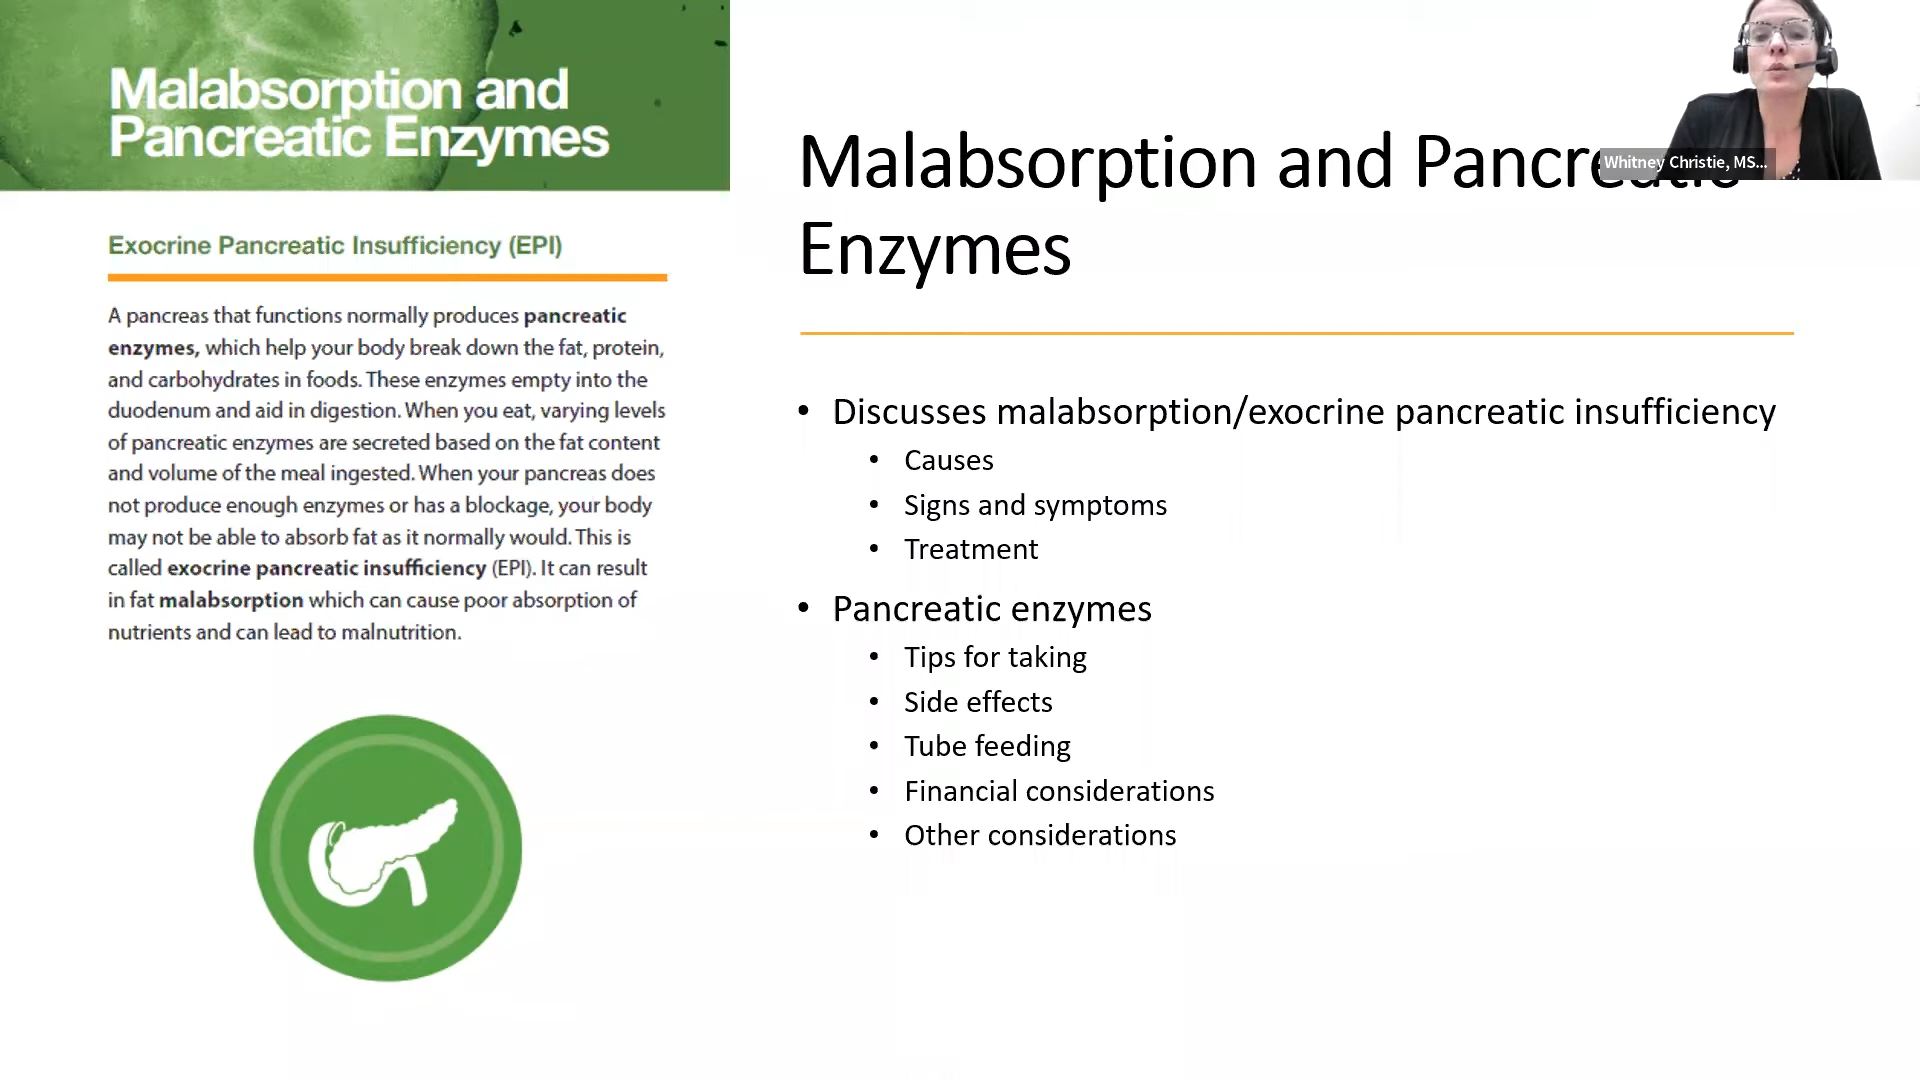 Malabsorption and
Pancreatic Enzymes
Exocrine Pancreatic Insufficiency (EPI)
A pancreas that functions normally produces pancreatic
enzymes, which help your body break down the fat, protein,
and carbohydrates in foods. These enzymes empty into the
duodenum and aid in digestion. When you eat, varying levels
of pancreatic enzymes are secreted based on the fat content
and volume of the meal ingested. When your pancreas does
not produce enough enzymes or has a blockage, your body
may not be able to absorb fat as it normally would. This is
called exocrine pancreatic insufficiency (EPI). It can result
in fat malabsorption which can cause poor absorption of
nutrients and can lead to malnutrition.
Malabsorption and Pancreatic
Enzymes
Whitney Christie, MS...
• Discusses malabsorption/exocrine pancreatic insufficiency
• Causes
• Signs and symptoms
• Treatment
• Pancreatic enzymes
• Tips for taking
• Side effects
• Tube feeding
• Financial considerations
• Other considerations